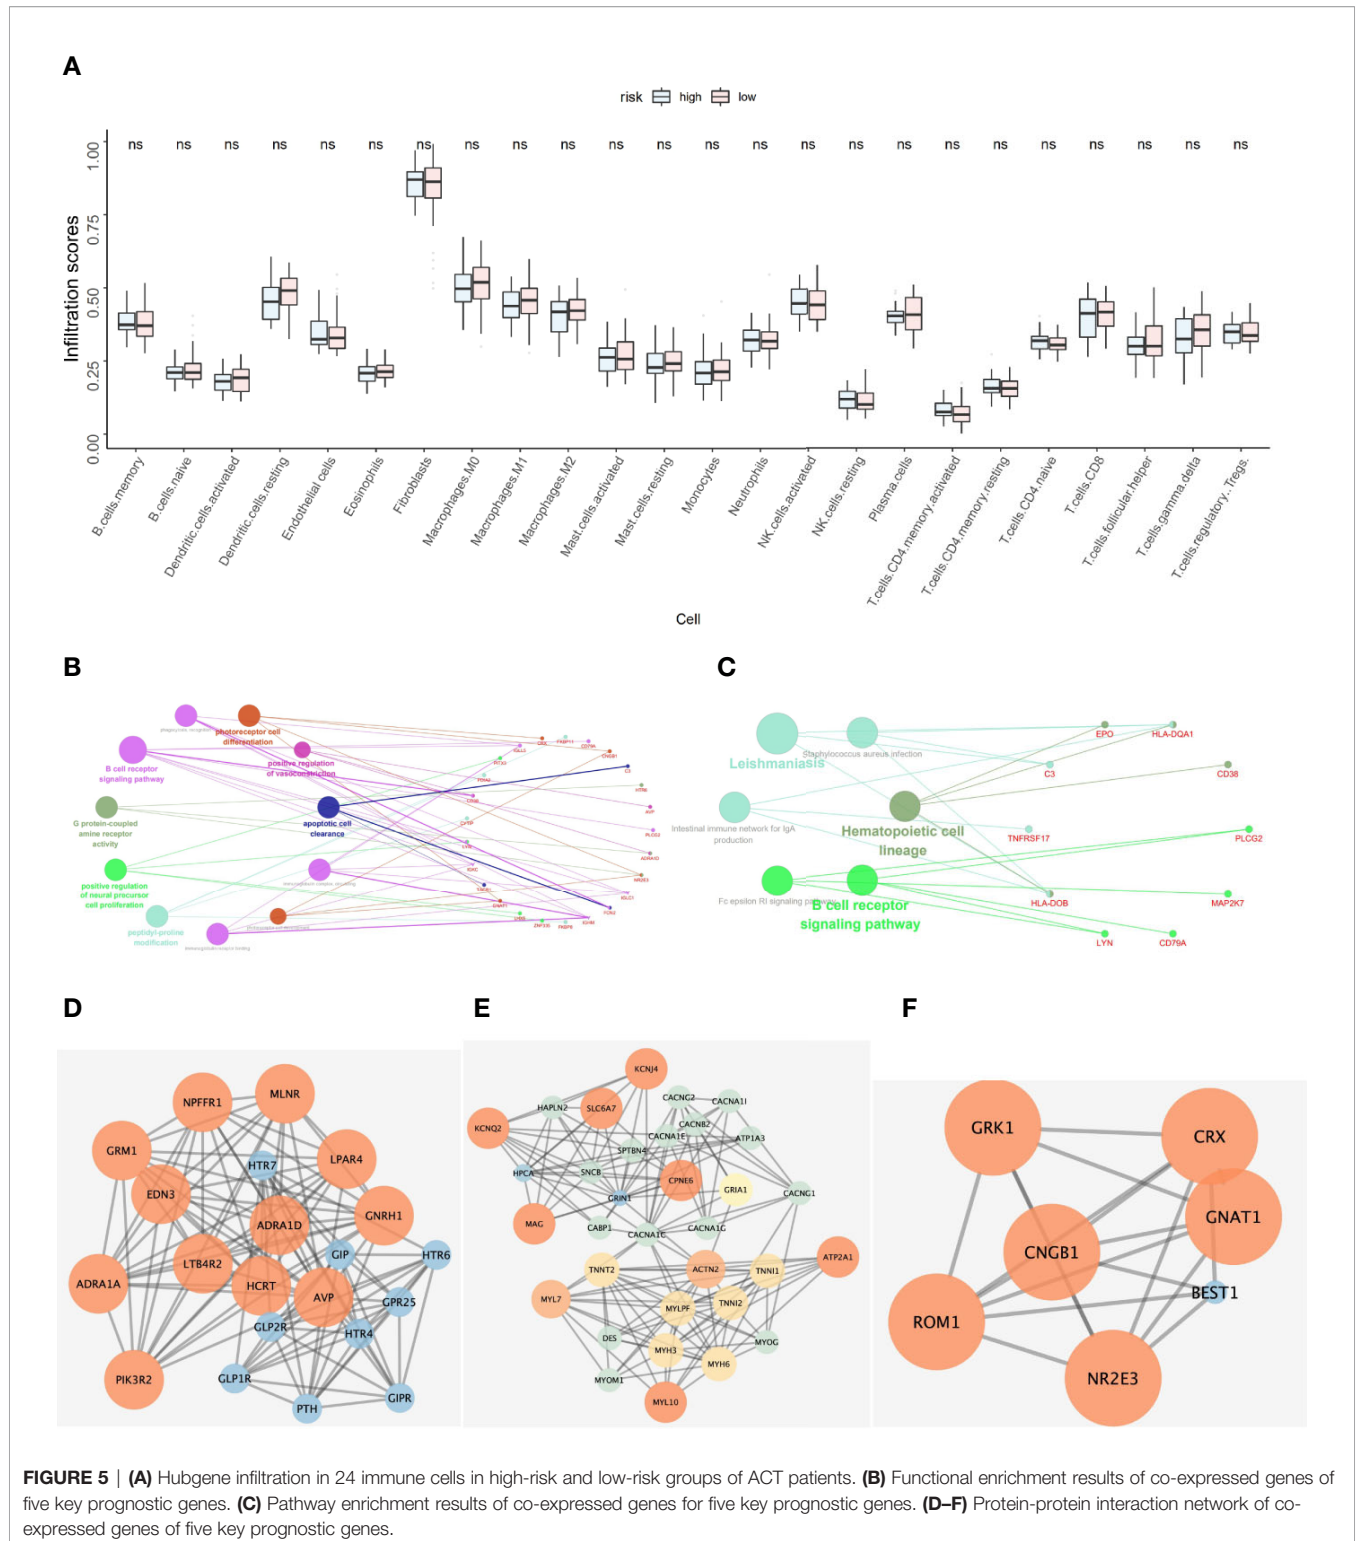 A
risk high low
ns ns ns ns ns ns ns ns ns ns ns ns ns ns ns ns ns ns ns ns ns ns ns ns
Infiltration scores
1.00
0.75
0.50
0.25
0.00
B.cells.memory
B.cells.naive
Dendritic.cells.activated
Dendritic.cells.resting
Endothelial cells
Eosinophils
Fibroblasts
Macrophages.M0
Macrophages.M1
Macrophages.M2
Mast.cells.activated
Mast.cells.resting
Monocytes
Neutrophils
NK.cells.activated
NK.cells.resting
Plasma.cells
T.cells.CD4.memory.activated
T.cells.CD4.memory.resting
T.cells.CD4.naive
T.cells.CD8
T.cells.follicular.helper
T.cells.gamma.delta
T.cells.regulatory..Tregs.
Cell
B
photoreceptor cell
differentiation
B cell receptor
signaling pathway
positive regulation
of vasoconstriction
G protein-coupled
amine receptor
activity
apoptotic cell
clearance
positive regulation
of neural precursor
cell proliferation
peptidyl-proline
modification
CRX
C3
AVP
PLCG2
ADRA1D
NR2E3
C
Leishmaniasis
Staphylococcus aureus infection
EPO
HLA-DQA1
C3
CD38
Intestinal immune network for IgA
production
Hematopoietic cell
lineage
TNFRSF17
PLCG2
Fc epsilon RI signaling pathway
B cell receptor
signaling pathway
HLA-DOB
MAP2K7
LYN
CD79A
D
NPFFR1
MLNR
GRM1
HTR7
LPAR4
EDN3
ADRA1D
GNRH1
GIP
HTR6
ADRA1A
LTB4R2
HCRT
AVP
GPR25
GLP2R
HTR4
PIK3R2
GLP1R
PTH
GIPR
E
KCNJ4
HAPLN2
SLC6A7
CACNG2
CACNA1I
KCNQ2
CACNB2
CACNA1E
ATP1A3
SPTBN4
HPCA
SNCB
CPNE6
GRIA1
CACNG1
GRIN1
MAG
CABP1
CACNA1C
CACNA1G
ATP2A1
TNNT2
ACTN2
TNNI1
MYL7
MYLPF
TNNI2
DES
MYOG
MYH3
MYH6
MYOM1
MYL10
F
GRK1
CRX
GNAT1
CNGB1
BEST1
ROM1
NR2E3
FIGURE 5 | (A) Hubgene infiltration in 24 immune cells in high-risk and low-risk groups of ACT patients. (B) Functional enrichment results of co-expressed genes of
five key prognostic genes. (C) Pathway enrichment results of co-expressed genes for five key prognostic genes. (D–F) Protein-protein interaction network of co-
expressed genes of five key prognostic genes.